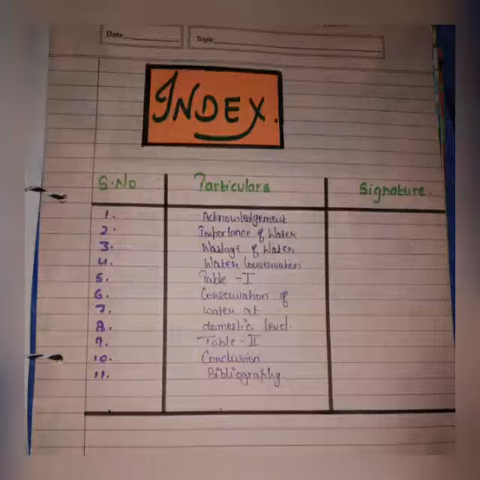 Date
Topic
INDEX.
S.No Particulars Signature.
1. Acknowledgement
2. Importance of Water
3. Wastage of Water
4. Water Conservation
5. Table - I
6. Conservation of
7. water at
8. domestic level.
9. Table - II
10. Conclusion
11. Bibliography